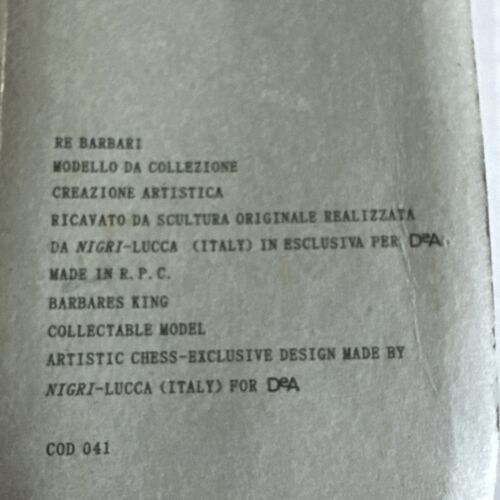 RE BARBARI
MODELLO DA COLLEZIONE
CREAZIONE ARTISTICA
RICAVATO DA SCULTURA ORIGINALE REALIZZATA
DA NIGRI-LUCCA (ITALY) IN ESCLUSIVA PER DeA.
MADE IN R.P.C.
BARBARES KING
COLLECTABLE MODEL
ARTISTIC CHESS-EXCLUSIVE DESIGN MADE BY
NIGRI-LUCCA (ITALY) FOR DeA
COD 041